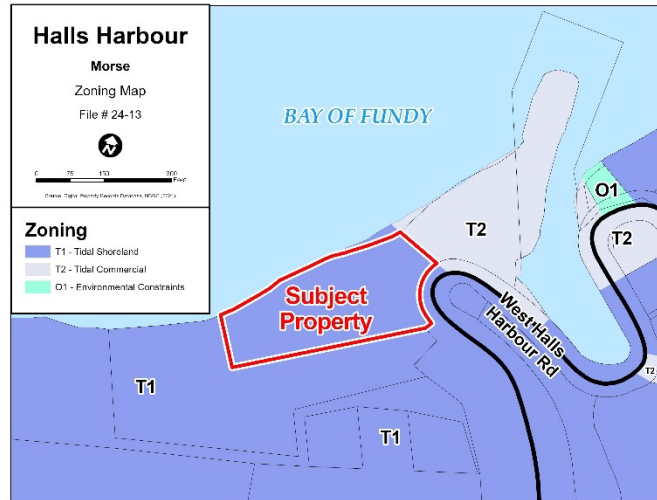 Halls Harbour
Morse
Zoning Map
File # 24-13
N
0 75 150 200
Feet
Zoning
T1 - Tidal Shoreland
T2 - Tidal Commercial
O1 - Environmental Constraints
BAY OF FUNDY
O1
T2
T2
Subject
Property
West Halls
Harbour Rd
T2
T1
T1